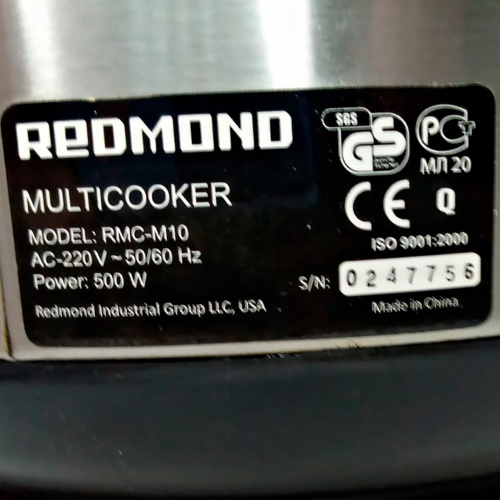 REDMOND
SGS
GS
РСТ
МЛ 20
MULTICOOKER
CE Q
MODEL: RMC-M10
ISO 9001:2000
AC-220 V ~ 50/60 Hz
Power: 500 W
S/N: 0247756
Redmond Industrial Group LLC, USA
Made in China